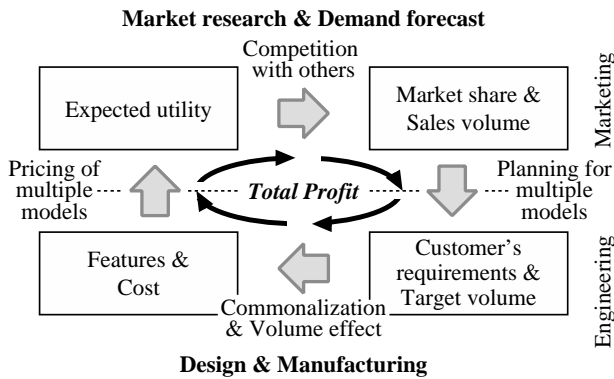 Market research & Demand forecast
Competition
with others
Expected utility
Market share &
Sales volume
Marketing
Pricing of
multiple
models
Total Profit
Planning for
multiple
models
Features &
Cost
Customer's
requirements &
Target volume
Engineering
Commonalization
& Volume effect
Design & Manufacturing